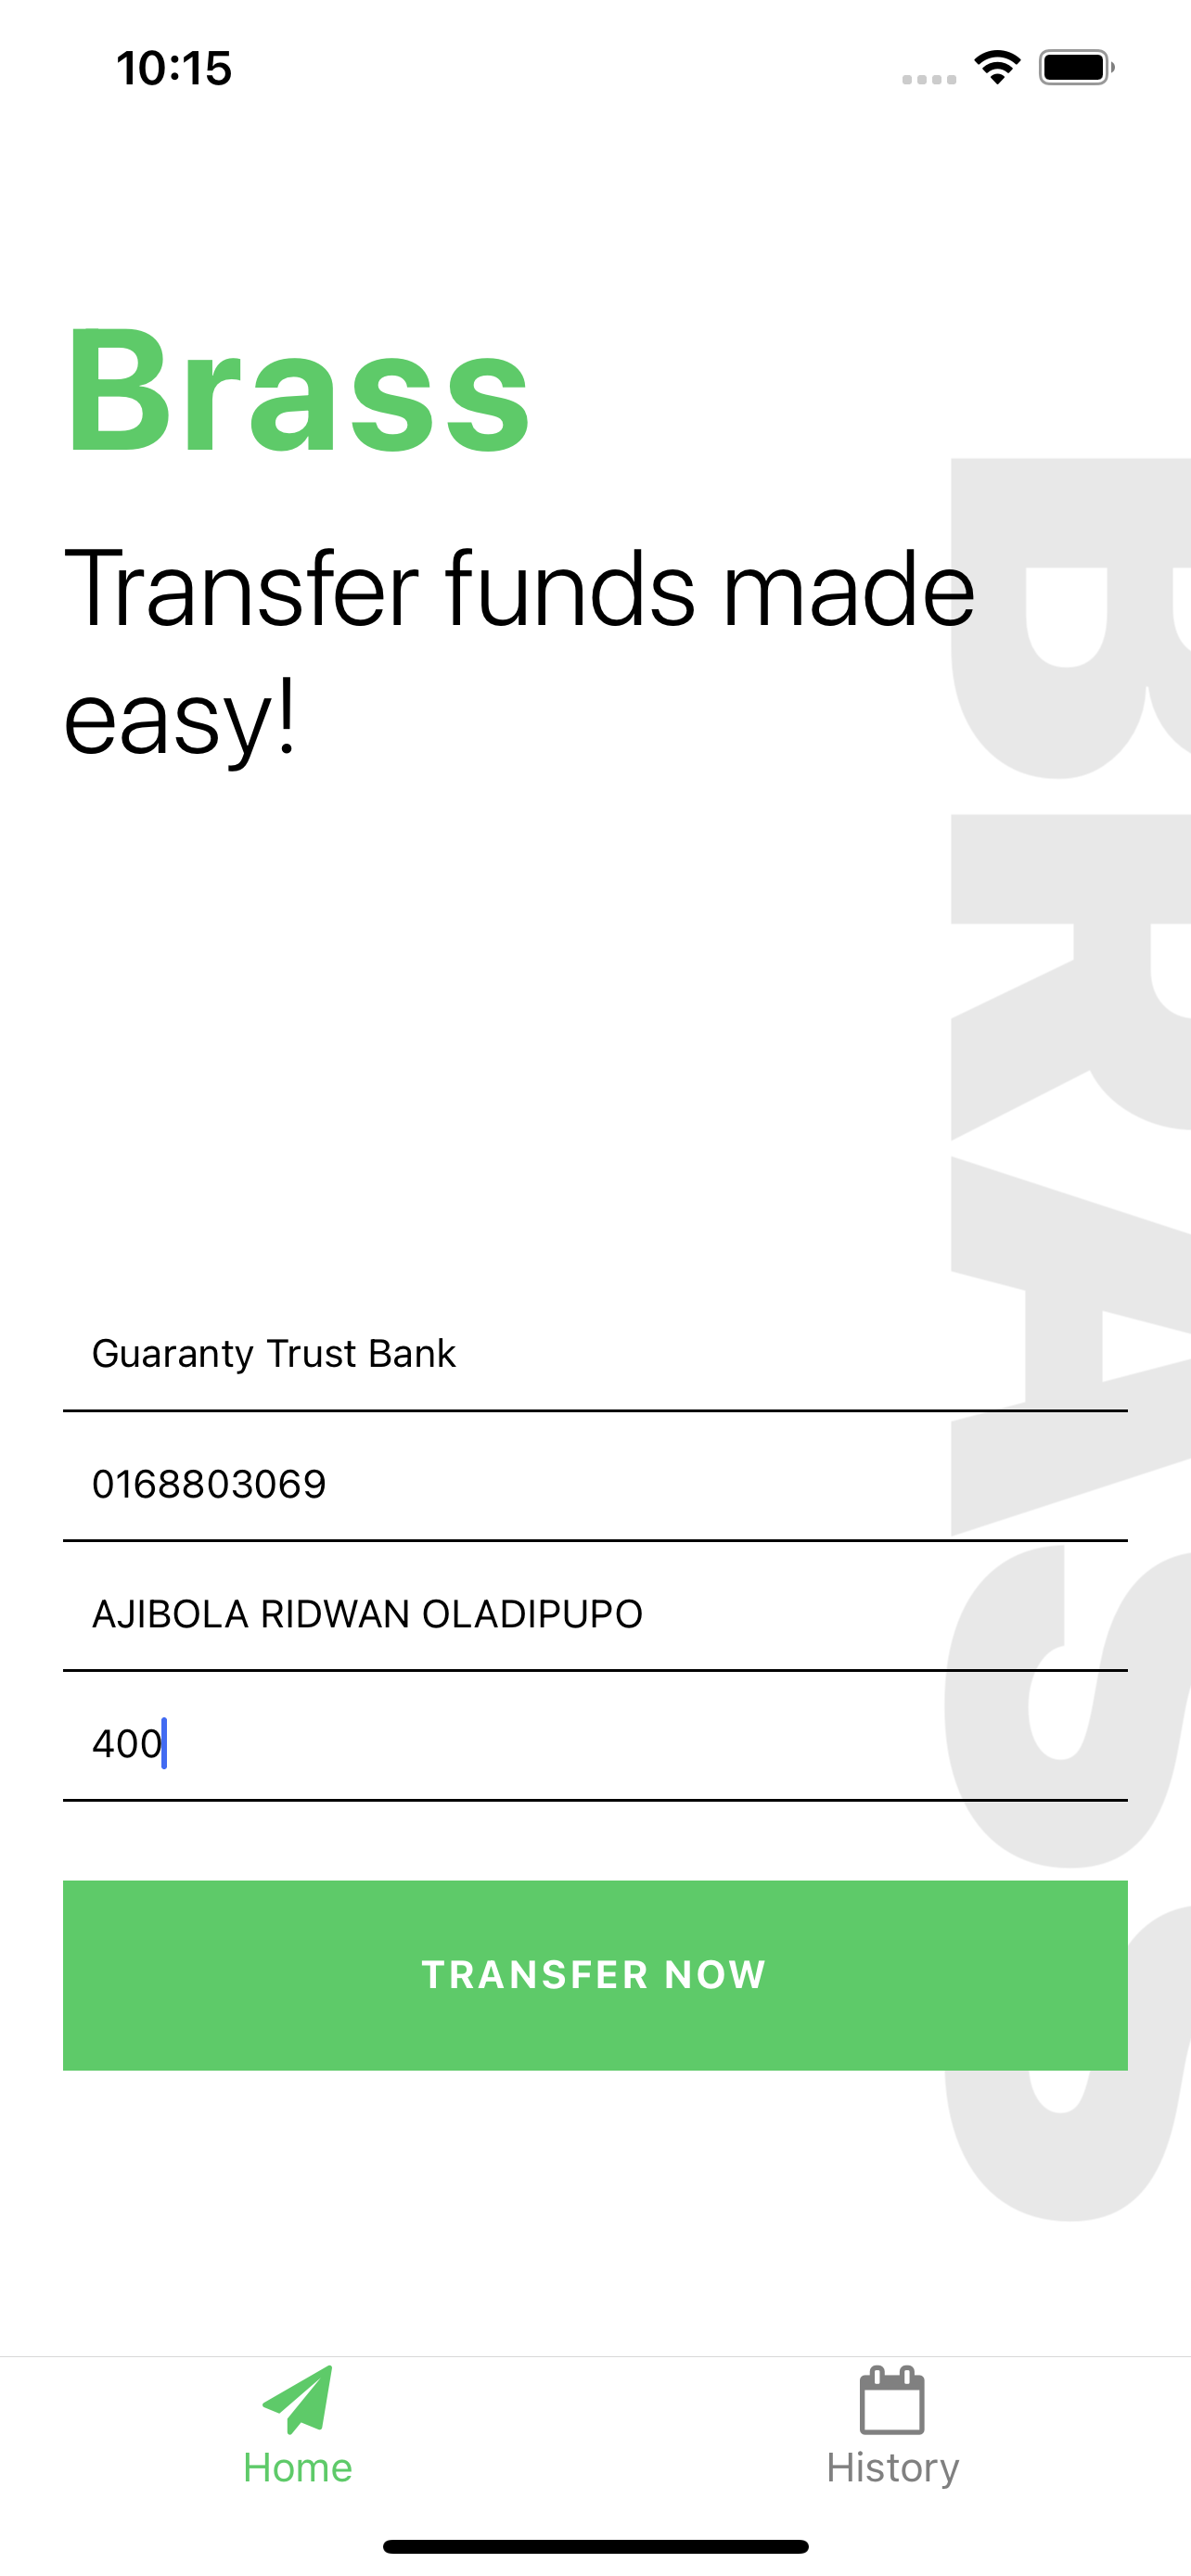 10:15
Brass
Transfer funds made
easy!
BRASS
Guaranty Trust Bank
0168803069
AJIBOLA RIDWAN OLADIPUPO
400
TRANSFER NOW
Home
History